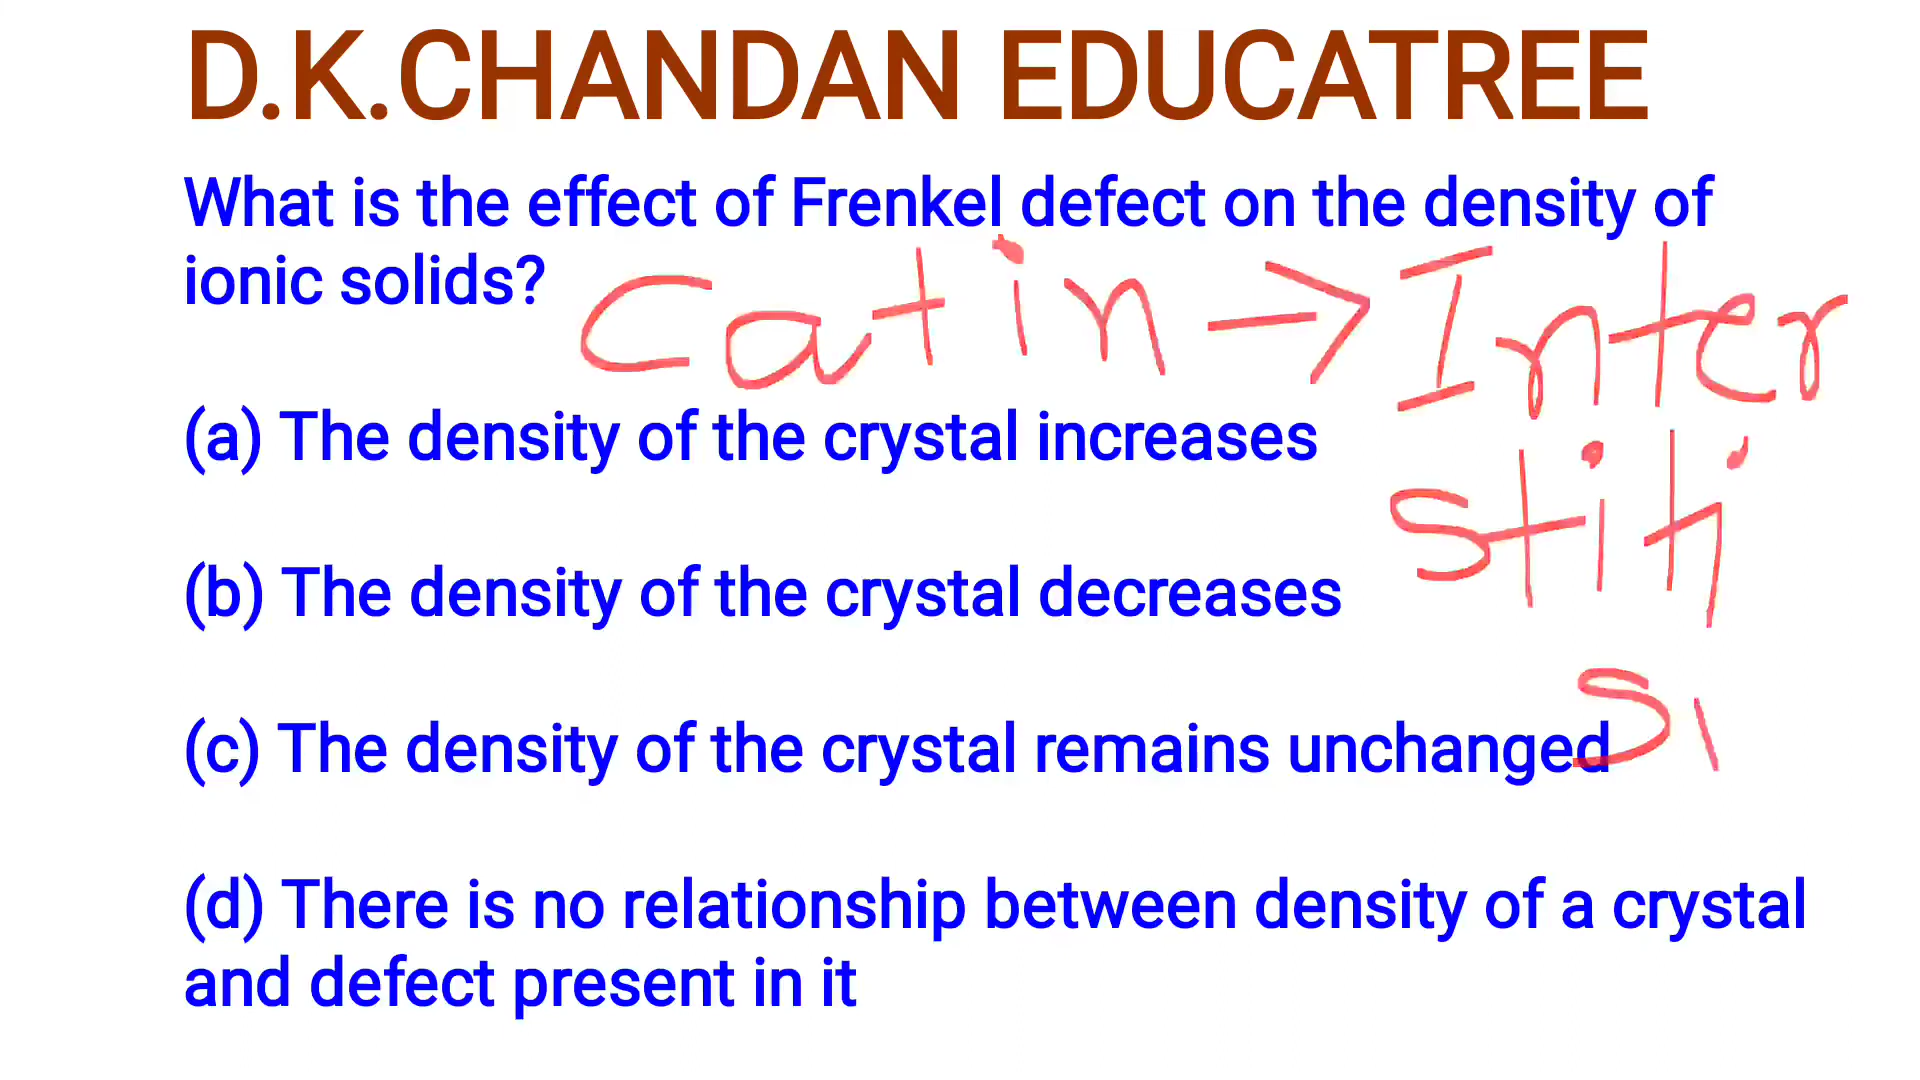 D.K.CHANDAN EDUCATREE
What is the effect of Frenkel defect on the density of
ionic solids?
Catin → Inter
(a) The density of the crystal increases
stiti
(b) The density of the crystal decreases
(c) The density of the crystal remains unchanged
(d) There is no relationship between density of a crystal
and defect present in it